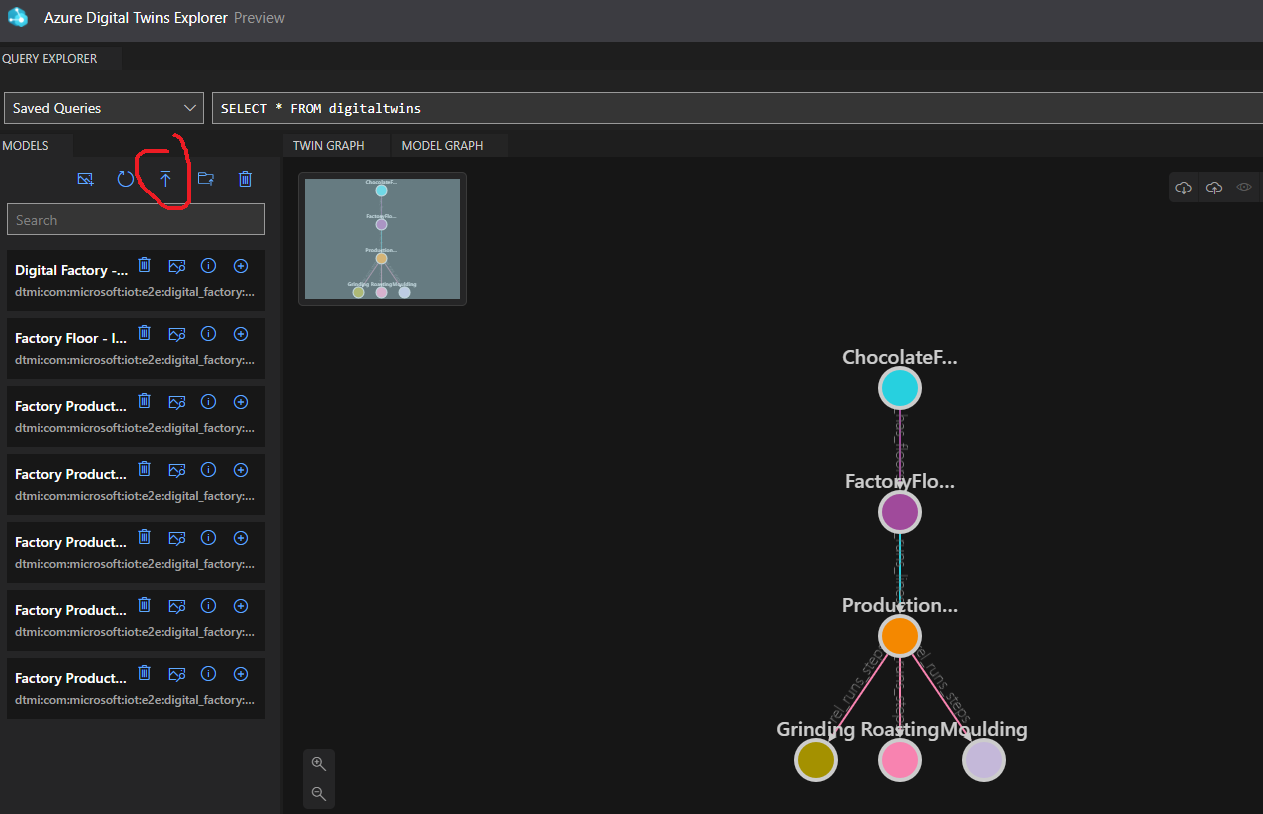 Azure Digital Twins Explorer Preview
QUERY EXPLORER
Saved Queries
SELECT * FROM digitaltwins
MODELS
TWIN GRAPH
MODEL GRAPH
Search
Digital Factory -...
dtmi:com:microsoft:iot:e2e:digital_factory:...
Factory Floor - I...
dtmi:com:microsoft:iot:e2e:digital_factory:...
Factory Product...
dtmi:com:microsoft:iot:e2e:digital_factory:...
Factory Product...
dtmi:com:microsoft:iot:e2e:digital_factory:...
Factory Product...
dtmi:com:microsoft:iot:e2e:digital_factory:...
Factory Product...
dtmi:com:microsoft:iot:e2e:digital_factory:...
Factory Product...
dtmi:com:microsoft:iot:e2e:digital_factory:...
ChocolateF...
FactoryFlo...
Production...
Grinding Roasting Moulding
ChocolateF...
FactoryFlo...
Production...
rel_runs_steps
rel_runs_steps
Grinding Roasting Moulding